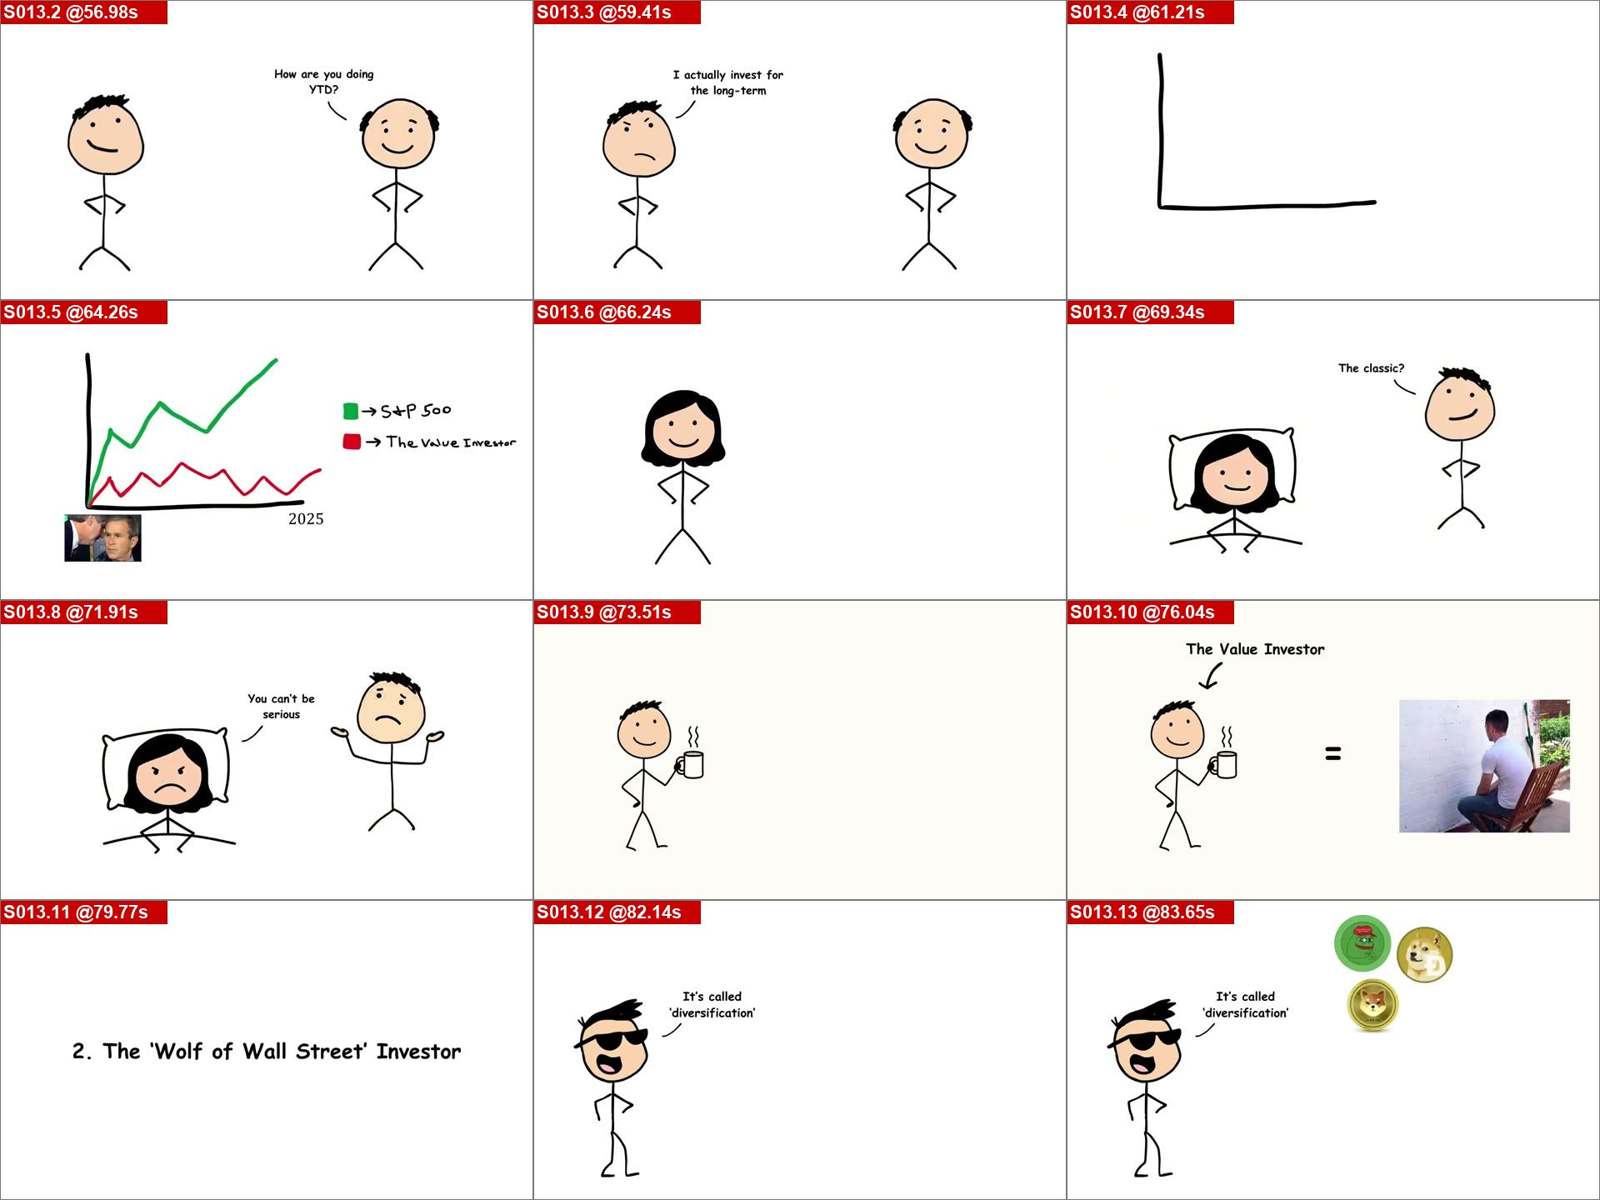 S013.2 @56.98s
How are you doing
YTD?
S013.3 @59.41s
I actually invest for
the long-term
S013.4 @61.21s
S013.5 @64.26s
→ S&P 500
→ The Value Investor
2025
S013.6 @66.24s
S013.7 @69.34s
The classic?
S013.8 @71.91s
You can't be
serious
S013.9 @73.51s
S013.10 @76.04s
The Value Investor
=
S013.11 @79.77s
2. The 'Wolf of Wall Street' Investor
S013.12 @82.14s
It's called
'diversification'
S013.13 @83.65s
It's called
'diversification'